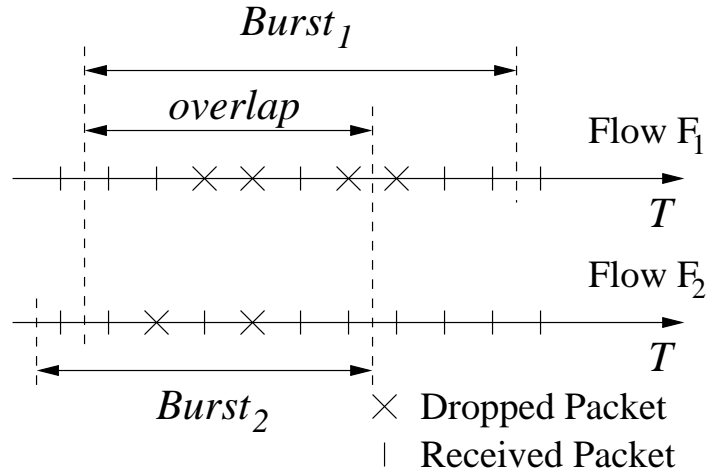 Burst₁
overlap
Flow F₁
T
Flow F₂
T
Burst₂
Dropped Packet
Received Packet